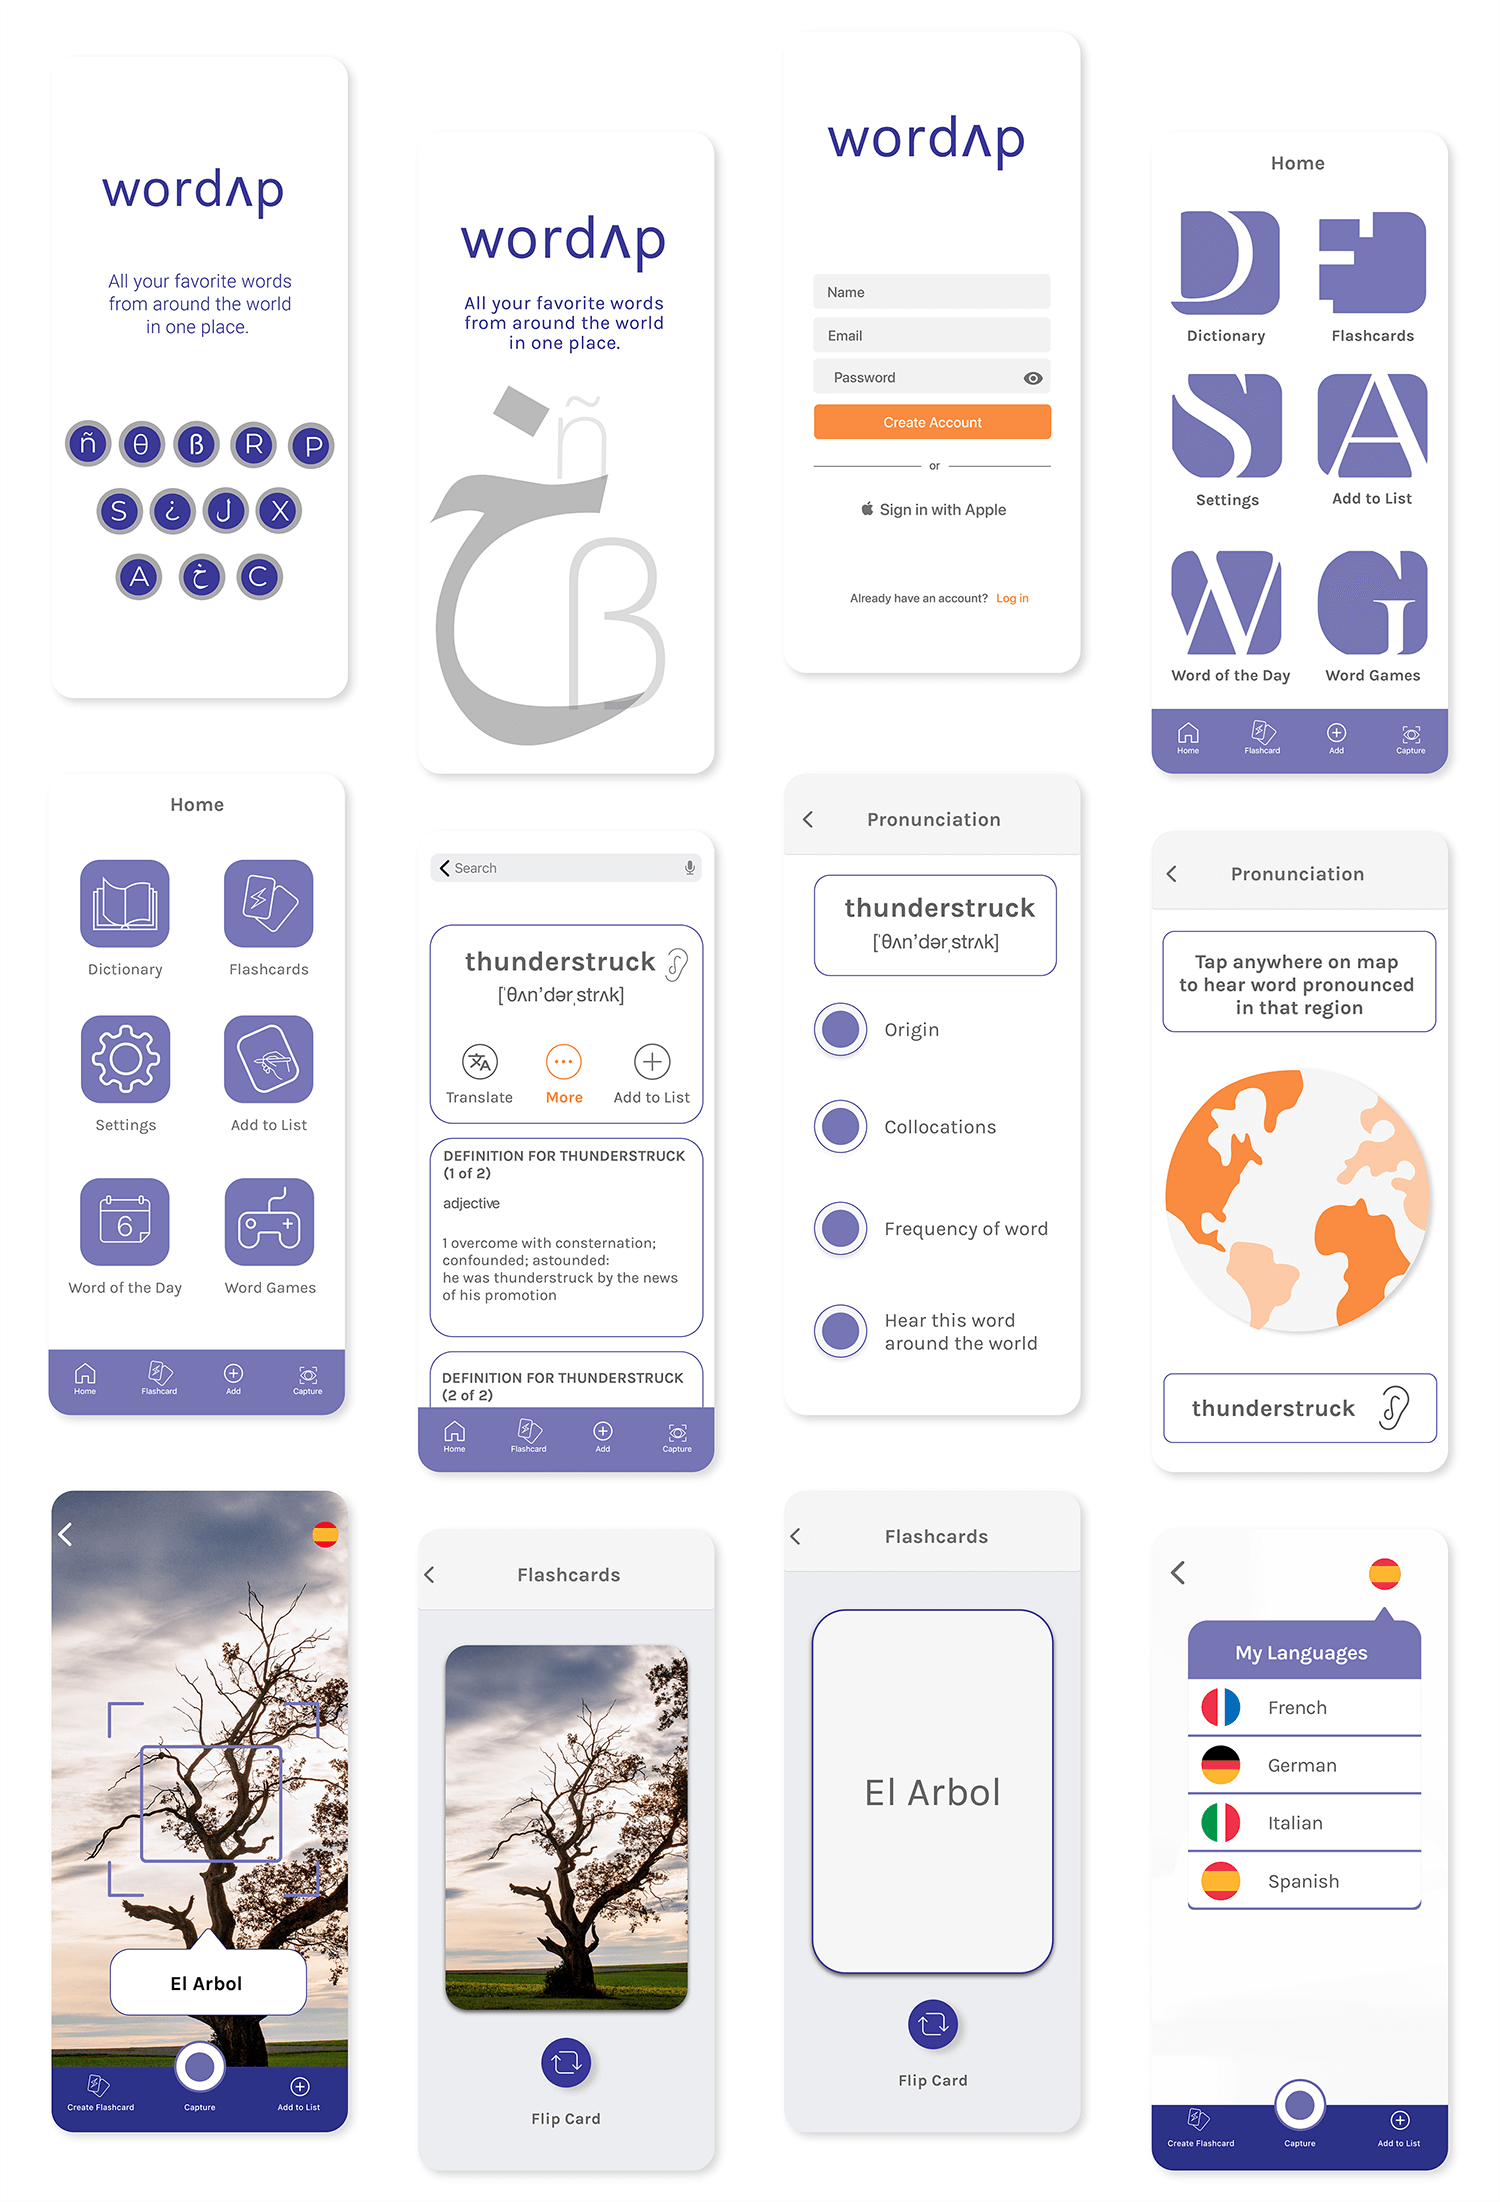 wordʌp
All your favorite words
from around the world
in one place.
ñ θ ß R P
S ¿ J X
A خ C
wordʌp
All your favorite words
from around the world
in one place.
ñ
خ
ß
wordʌp
Name
Email
Password
Create Account
or
Sign in with Apple
Already have an account? Log in
Home
D F
Dictionary Flashcards
S A
Settings Add to List
W G
Word of the Day Word Games
Home Flashcard Add Capture
Home
Dictionary Flashcards
Settings Add to List
6
Word of the Day Word Games
Home Flashcard Add Capture
Search
thunderstruck
[ˈθʌn’dərˌstrʌk]
文A
Translate More Add to List
DEFINITION FOR THUNDERSTRUCK
(1 of 2)
adjective
1 overcome with consternation;
confounded; astounded:
he was thunderstruck by the news
of his promotion
DEFINITION FOR THUNDERSTRUCK
(2 of 2)
Home Flashcard Add Capture
Pronunciation
thunderstruck
[ˈθʌn’dərˌstrʌk]
Origin
Collocations
Frequency of word
Hear this word
around the world
Pronunciation
Tap anywhere on map
to hear word pronounced
in that region
thunderstruck
El Arbol
Create Flashcard Capture Add to List
Flashcards
Flip Card
Flashcards
El Arbol
Flip Card
My Languages
French
German
Italian
Spanish
Create Flashcard Capture Add to List